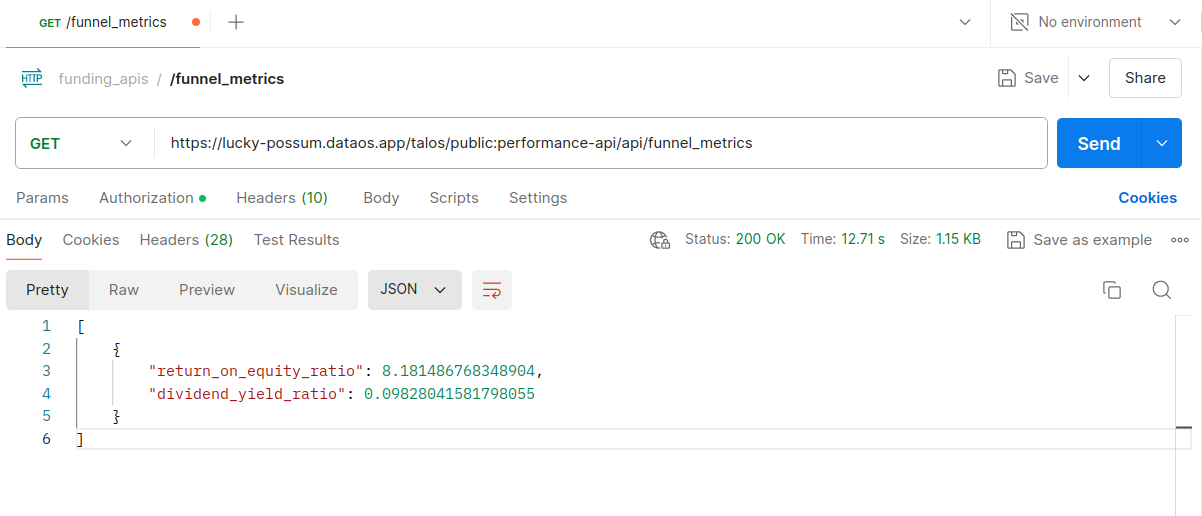 GET /funnel_metrics
No environment
HTTP funding_apis / /funnel_metrics Save Share
GET https://lucky-possum.dataos.app/talos/public:performance-api/api/funnel_metrics Send
Params Authorization Headers (10) Body Scripts Settings Cookies
Body Cookies Headers (28) Test Results Status: 200 OK Time: 12.71 s Size: 1.15 KB Save as example
Pretty Raw Preview Visualize JSON
1 [
2 {
3 "return_on_equity_ratio": 8.181486768348904,
4 "dividend_yield_ratio": 0.09828041581798055
5 }
6 ]